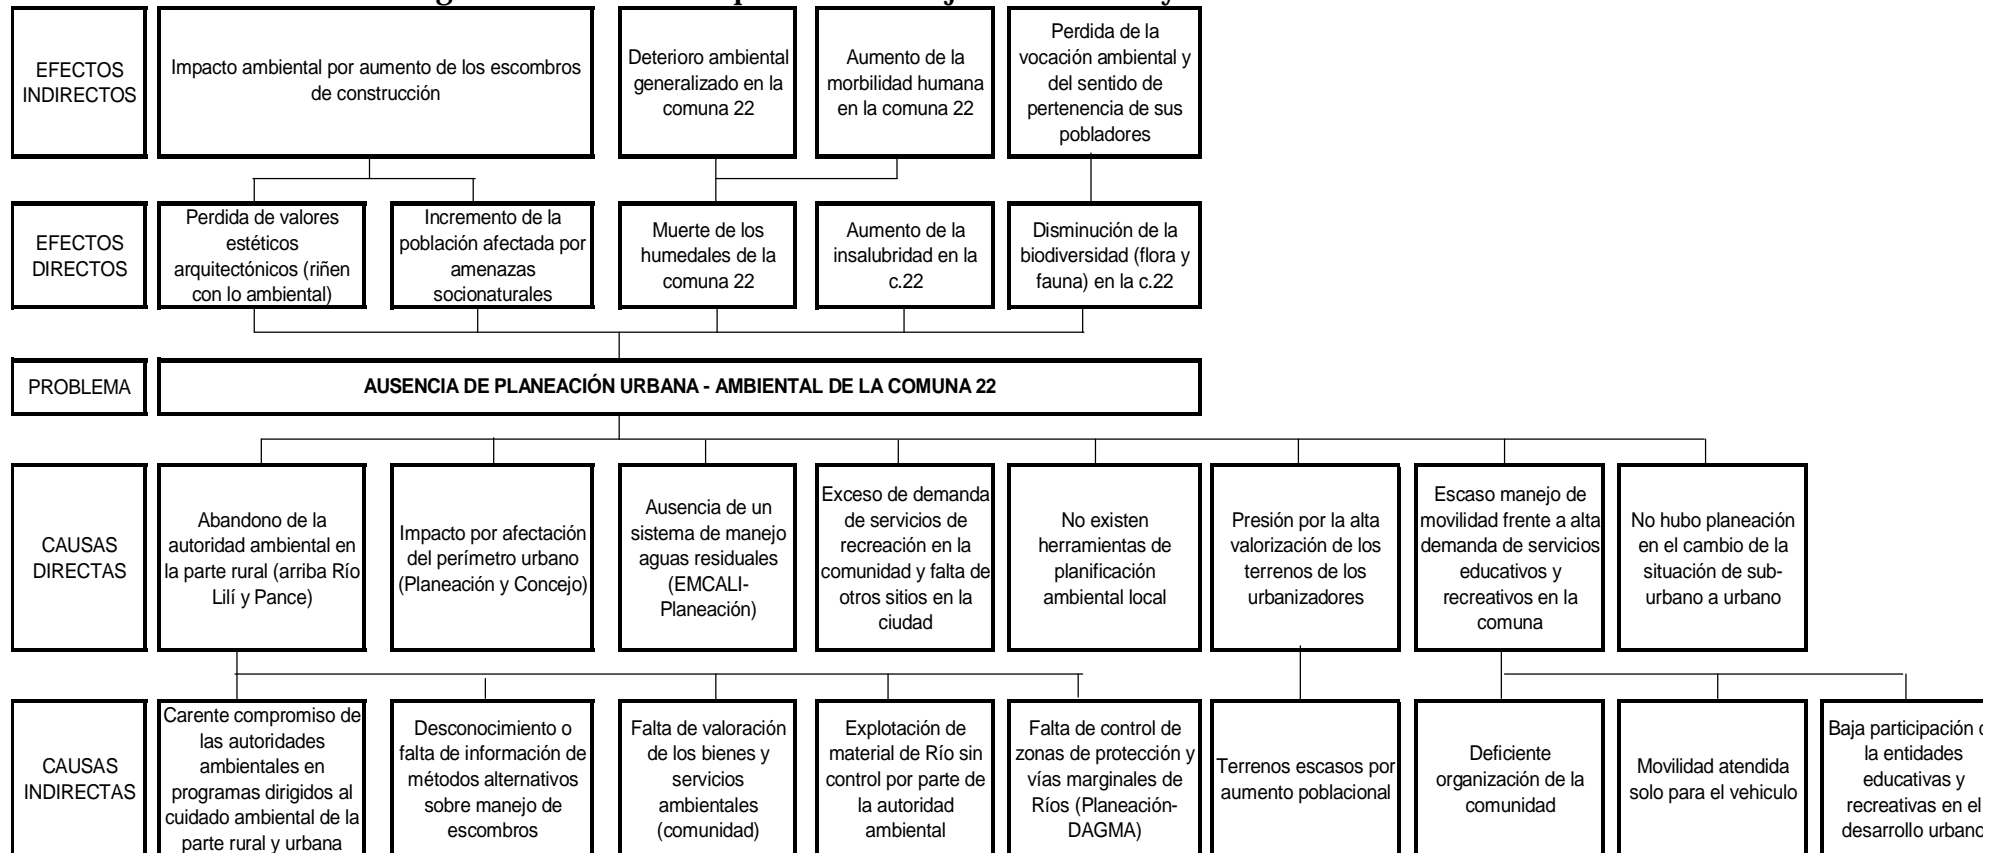 EFECTOS
INDIRECTOS
Impacto ambiental por aumento de los escombros
de construcción
Deterioro ambiental
generalizado en la
comuna 22
Aumento de la
morbilidad humana
en la comuna 22
Perdida de la
vocación ambiental y
del sentido de
pertenencia de sus
pobladores
EFECTOS
DIRECTOS
Perdida de valores
estéticos
arquitectónicos (riñen
con lo ambiental)
Incremento de la
población afectada por
amenazas
socionaturales
Muerte de los
humedales de la
comuna 22
Aumento de la
insalubridad en la
c.22
Disminución de la
biodiversidad (flora y
fauna) en la c.22
PROBLEMA
AUSENCIA DE PLANEACIÓN URBANA - AMBIENTAL DE LA COMUNA 22
CAUSAS
DIRECTAS
Abandono de la
autoridad ambiental en
la parte rural (arriba Río
Lilí y Pance)
Impacto por afectación
del perímetro urbano
(Planeación y Concejo)
Ausencia de un
sistema de manejo
aguas residuales
(EMCALI-
Planeación)
Exceso de demanda
de servicios de
recreación en la
comunidad y falta de
otros sitios en la
ciudad
No existen
herramientas de
planificación
ambiental local
Presión por la alta
valorización de los
terrenos de los
urbanizadores
Escaso manejo de
movilidad frente a alta
demanda de servicios
educativos y
recreativos en la
comuna
No hubo planeación
en el cambio de la
situación de sub-
urbano a urbano
CAUSAS
INDIRECTAS
Carente compromiso de
las autoridades
ambientales en
programas dirigidos al
cuidado ambiental de la
parte rural y urbana
Desconocimiento o
falta de información de
métodos alternativos
sobre manejo de
escombros
Falta de valoración
de los bienes y
servicios
ambientales
(comunidad)
Explotación de
material de Río sin
control por parte de
la autoridad
ambiental
Falta de control de
zonas de protección y
vías marginales de
Ríos (Planeación-
DAGMA)
Terrenos escasos por
aumento poblacional
Deficiente
organización de la
comunidad
Movilidad atendida
solo para el vehiculo
Baja participación
la entidades
educativas y
recreativas en el
desarrollo urbano